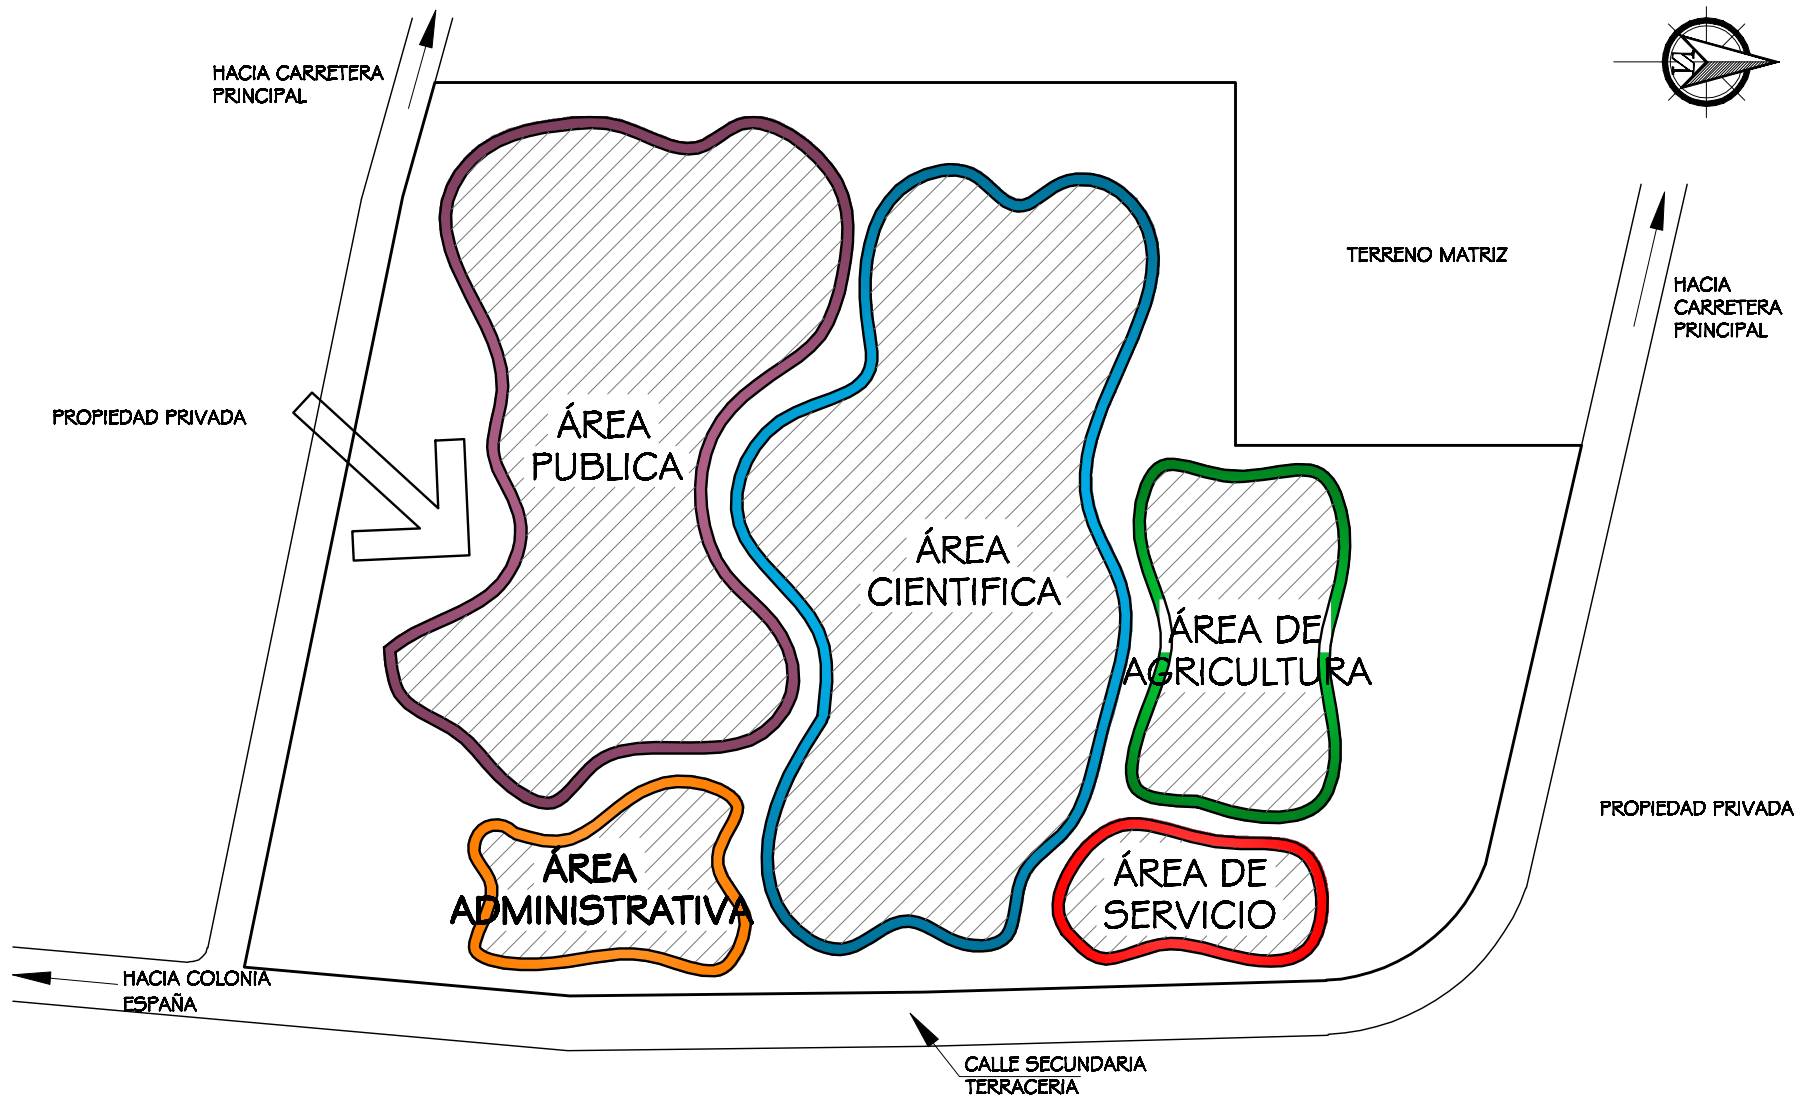 HACIA CARRETERA
PRINCIPAL
N
TERRENO MATRIZ
HACIA
CARRETERA
PRINCIPAL
PROPIEDAD PRIVADA
ÁREA
PUBLICA
ÁREA
CIENTIFICA
ÁREA DE
AGRICULTURA
PROPIEDAD PRIVADA
ÁREA
ADMINISTRATIVA
ÁREA DE
SERVICIO
HACIA COLONIA
ESPAÑA
CALLE SECUNDARIA
TERRACERIA